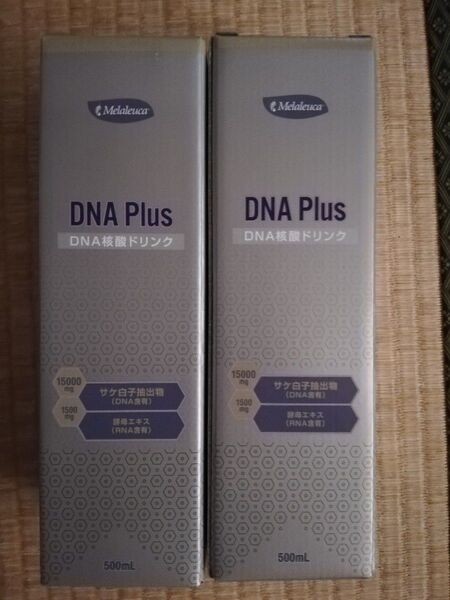 Melaleuca
DNA Plus
DNA核酸ドリンク
15000
mg
サケ白子抽出物
(DNA含有)
1500
mg
酵母エキス
(RNA含有)
500mL
Melaleuca
DNA Plus
DNA核酸ドリンク
15000
mg
サケ白子抽出物
(DNA含有)
1500
mg
酵母エキス
(RNA含有)
500mL